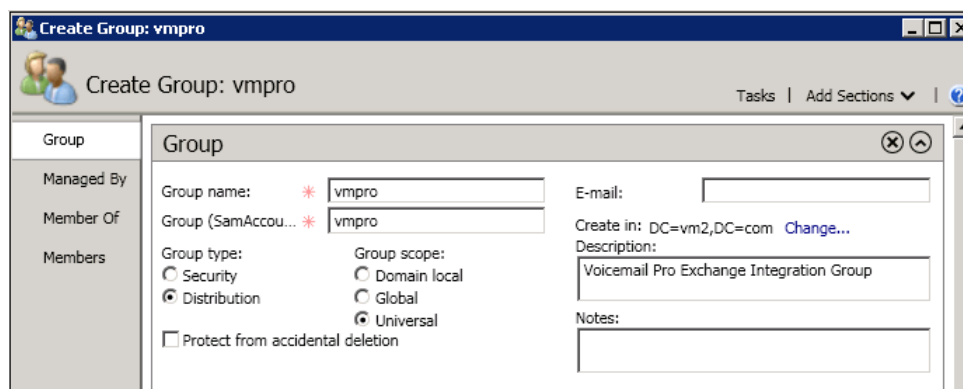 Create Group: vmpro
Create Group: vmpro
Tasks | Add Sections |
Group
Managed By
Member Of
Members
Group
Group name: * vmpro
Group (SamAccou... * vmpro
Group type:
Security
Distribution
Group scope:
Domain local
Global
Universal
Protect from accidental deletion
E-mail:
Create in: DC=vm2,DC=com Change...
Description:
Voicemail Pro Exchange Integration Group
Notes: